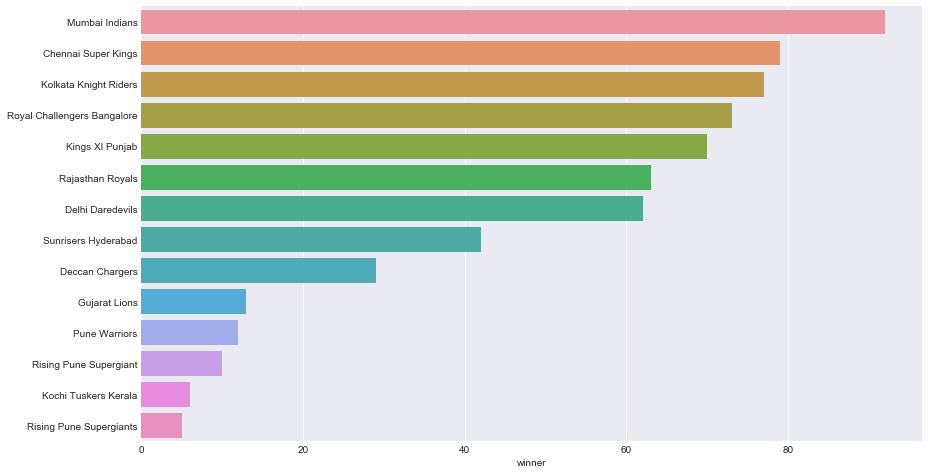 Mumbai Indians
Chennai Super Kings
Kolkata Knight Riders
Royal Challengers Bangalore
Kings XI Punjab
Rajasthan Royals
Delhi Daredevils
Sunrisers Hyderabad
Deccan Chargers
Gujarat Lions
Pune Warriors
Rising Pune Supergiant
Kochi Tuskers Kerala
Rising Pune Supergiants
0 20 40 60 80
winner